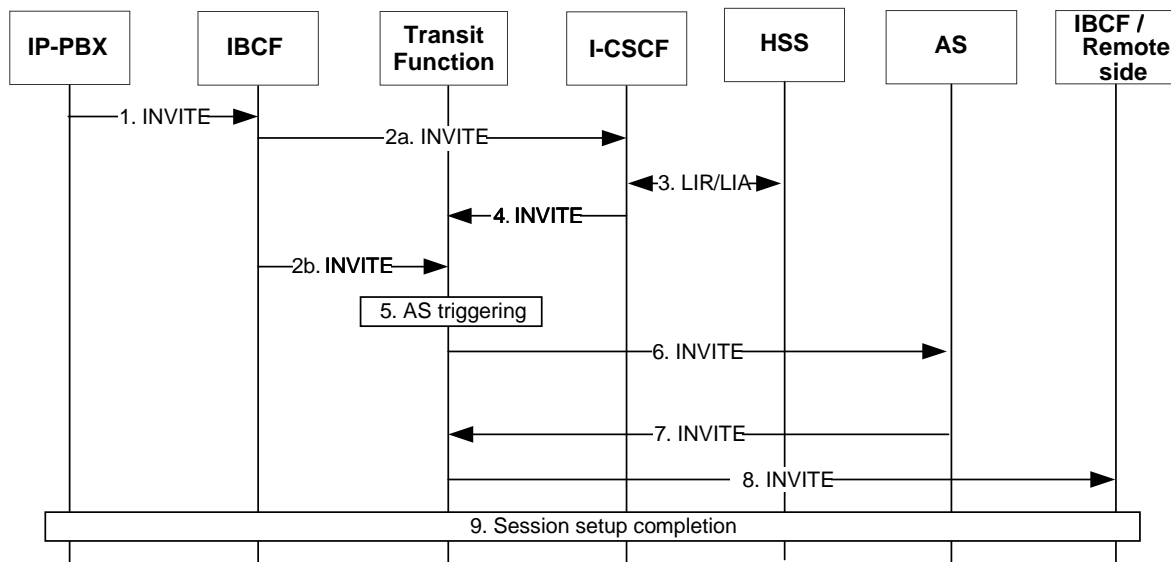 IP-PBX
IBCF
Transit
Function
I-CSCF
HSS
AS
IBCF /
Remote
side
1. INVITE
2a. INVITE
3. LIR/LIA
4. INVITE
2b. INVITE
5. AS triggering
6. INVITE
7. INVITE
8. INVITE
9. Session setup completion